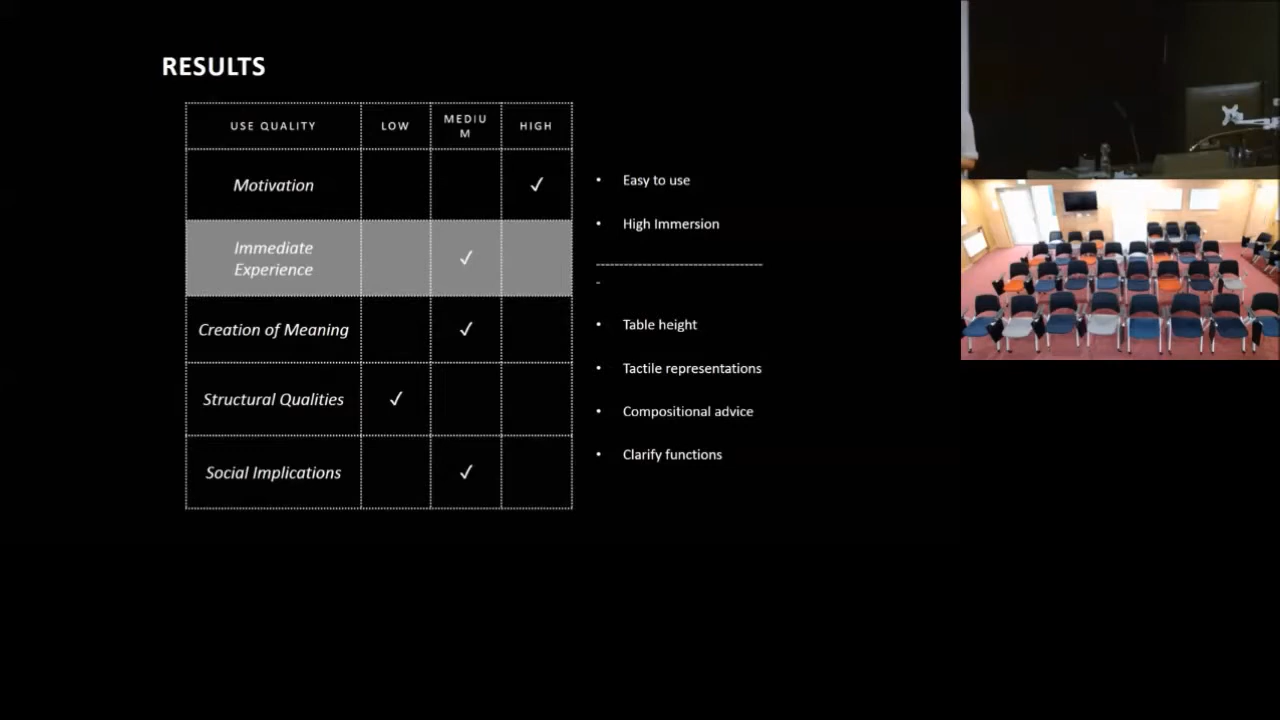 RESULTS
USE QUALITY LOW MEDIU
M HIGH
Motivation ✓
Immediate
Experience ✓
Creation of Meaning ✓
Structural Qualities ✓
Social Implications ✓
• Easy to use
• High Immersion
--------------------------------------
-
• Table height
• Tactile representations
• Compositional advice
• Clarify functions